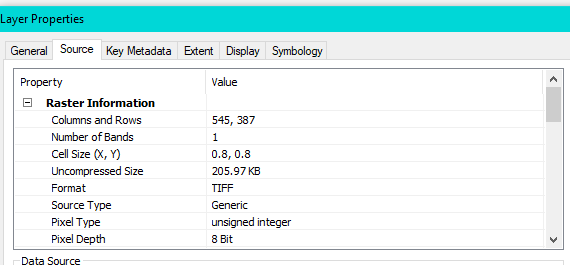 Layer Properties
General Source Key Metadata Extent Display Symbology
Property Value
Raster Information
Columns and Rows 545, 387
Number of Bands 1
Cell Size (X, Y) 0.8, 0.8
Uncompressed Size 205.97 KB
Format TIFF
Source Type Generic
Pixel Type unsigned integer
Pixel Depth 8 Bit
Data Source